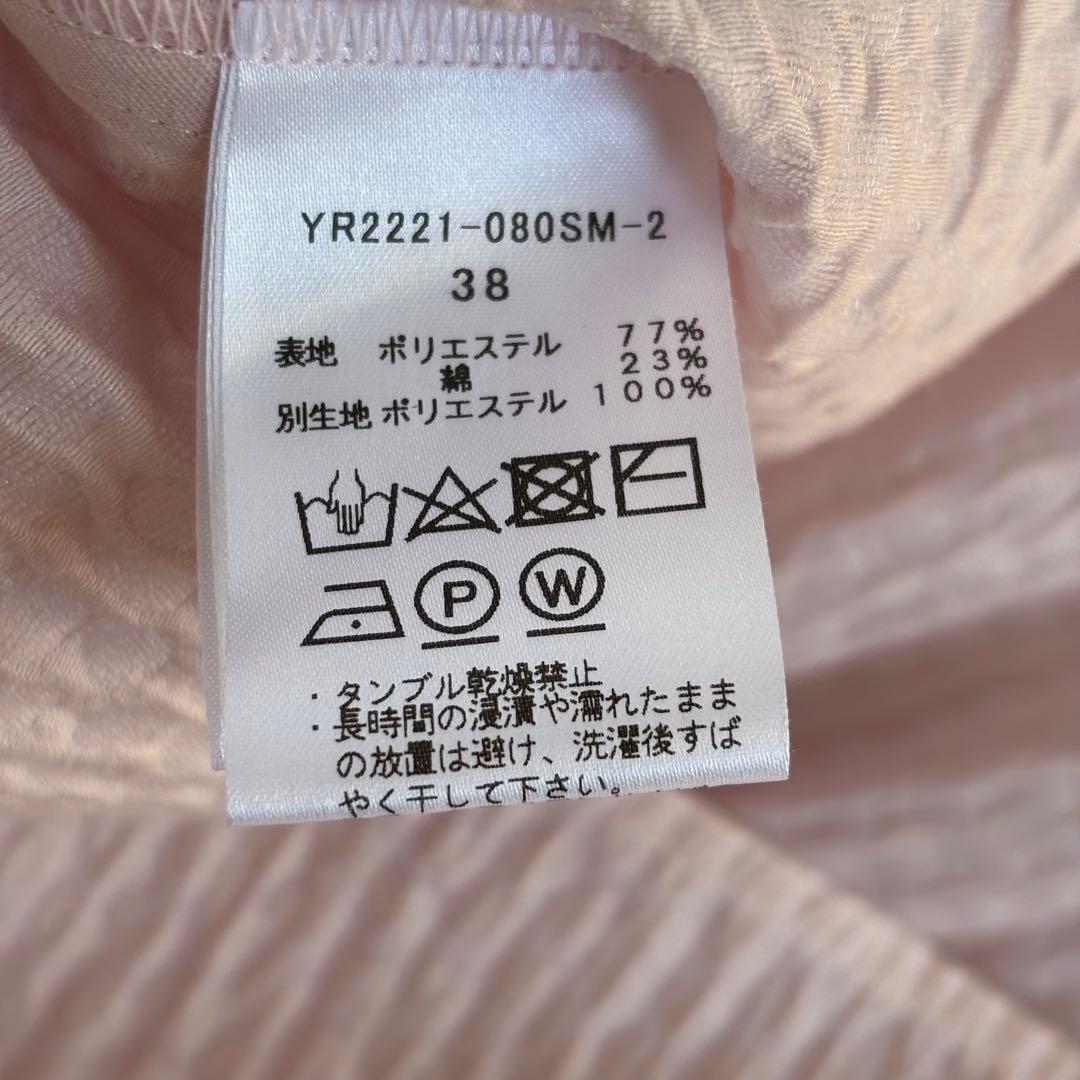 YR2221-080SM-2
38
表地 ポリエステル 77%
綿 23%
別生地 ポリエステル 100%
P W
・タンブル乾燥禁止
・長時間の浸漬や濡れたまま
の放置は避け、洗濯後すば
やく干して下さい。